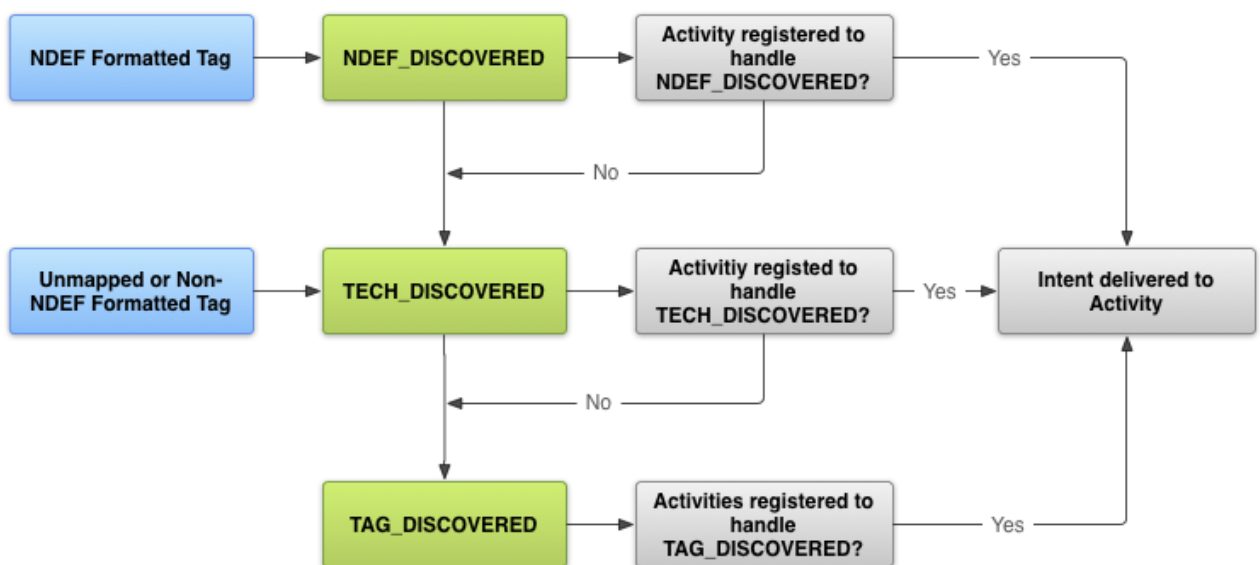 NDEF Formatted Tag
NDEF_DISCOVERED
Activity registered to
handle
NDEF_DISCOVERED?
Yes
No
Unmapped or Non-
NDEF Formatted Tag
TECH_DISCOVERED
Activitiy registed to
handle
TECH_DISCOVERED?
Yes
Intent delivered to
Activity
No
TAG_DISCOVERED
Activities registered to
handle
TAG_DISCOVERED?
Yes